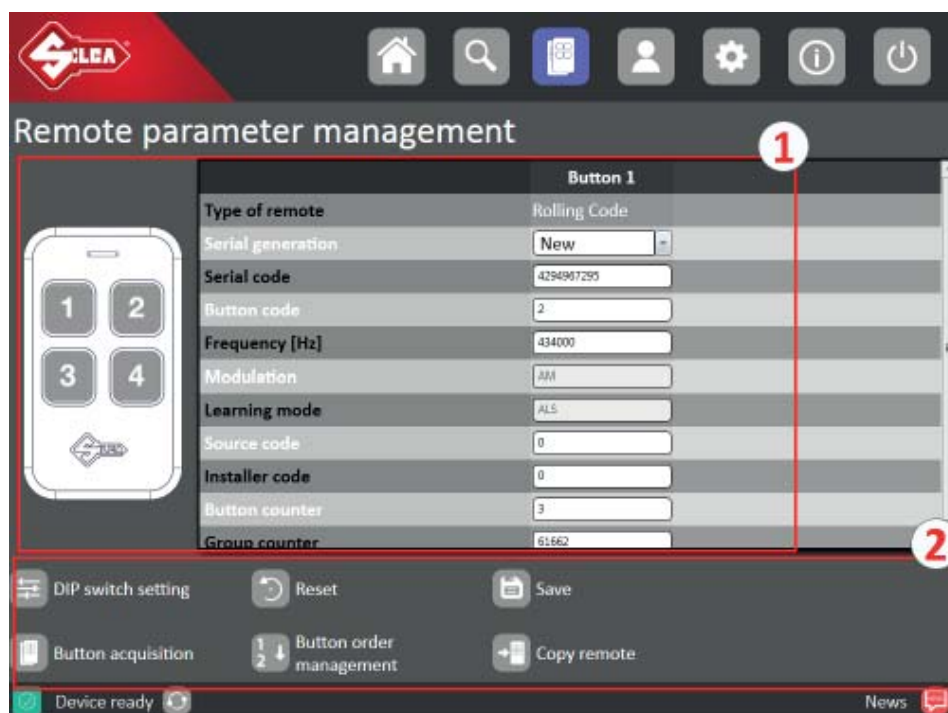 SILCA
Remote parameter management
1
Button 1
Type of remote Rolling Code
Serial generation New
Serial code 4294967295
Button code 2
Frequency [Hz] 434000
Modulation AM
Learning mode ALS
Source code 0
Installer code 0
Button counter 3
Group counter 61662
1 2
3 4
2
DIP switch setting Reset Save
Button acquisition 1 2 Button order management Copy remote
Device ready News